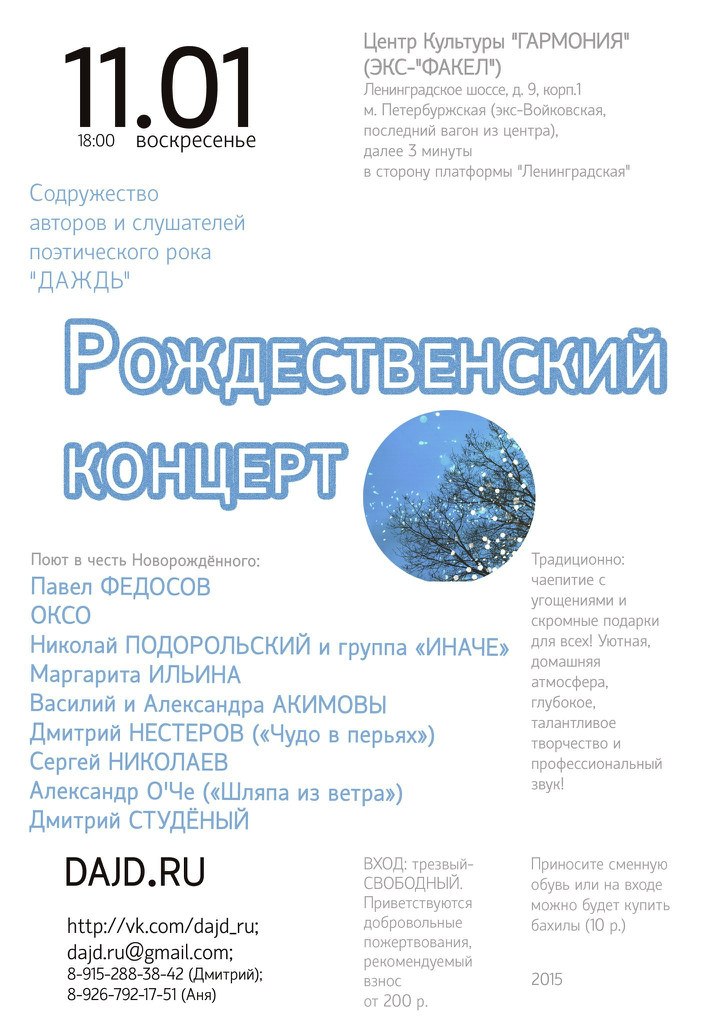 11.01
18:00 воскресенье
Центр Культуры "ГАРМОНИЯ"
(ЭКС-"ФАКЕЛ")
Ленинградское шоссе, д. 9, корп.1
м. Петербуржская (экс-Войковская,
последний вагон из центра),
далее 3 минуты
в сторону платформы "Ленинградская"
Содружество
авторов и слушателей
поэтического рока
"ДАЖДЬ"
Рождественский
концерт
Поют в честь Новорождённого:
Павел ФЕДОСОВ
ОКСО
Николай ПОДОРОЛЬСКИЙ и группа «ИНАЧЕ»
Маргарита ИЛЬИНА
Василий и Александра АКИМОВЫ
Дмитрий НЕСТЕРОВ («Чудо в перьях»)
Сергей НИКОЛАЕВ
Александр О'Че («Шляпа из ветра»)
Дмитрий СТУДЁНЫЙ
Традиционно:
чаепитие с
угощениями и
скромные подарки
для всех! Уютная,
домашняя
атмосфера,
глубокое,
талантливое
творчество и
профессиональный
звук!
DAJD.RU
http://vk.com/dajd_ru;
dajd.ru@gmail.com;
8-915-288-38-42 (Дмитрий);
8-926-792-17-51 (Аня)
ВХОД: трезвый-
СВОБОДНЫЙ.
Приветствуются
добровольные
пожертвования,
рекомендуемый
взнос
от 200 р.
Приносите сменную
обувь или на входе
можно будет купить
бахилы (10 р.)
2015